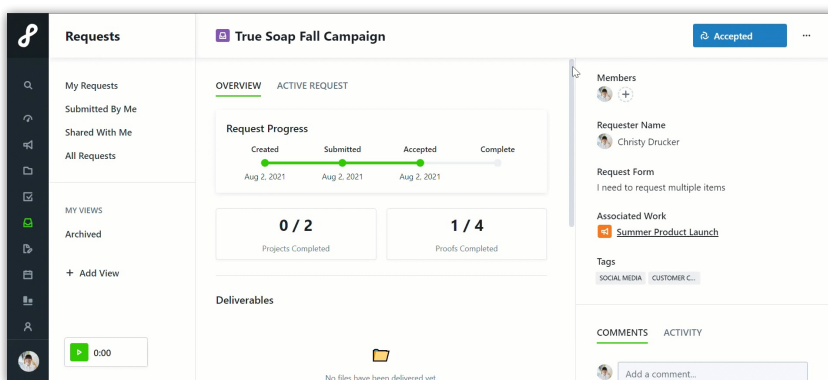 Requests
True Soap Fall Campaign
Accepted
...
My Requests
Submitted By Me
Shared With Me
All Requests
MY VIEWS
Archived
+ Add View
0:00
OVERVIEW ACTIVE REQUEST
Request Progress
Created Submitted Accepted Complete
Aug 2, 2021 Aug 2, 2021 Aug 2, 2021
0 / 2
Projects Completed
1 / 4
Proofs Completed
Deliverables
No files have been delivered yet
Members
Requester Name
Christy Drucker
Request Form
I need to request multiple items
Associated Work
Summer Product Launch
Tags
SOCIAL MEDIA CUSTOMER C...
COMMENTS ACTIVITY
Add a comment...